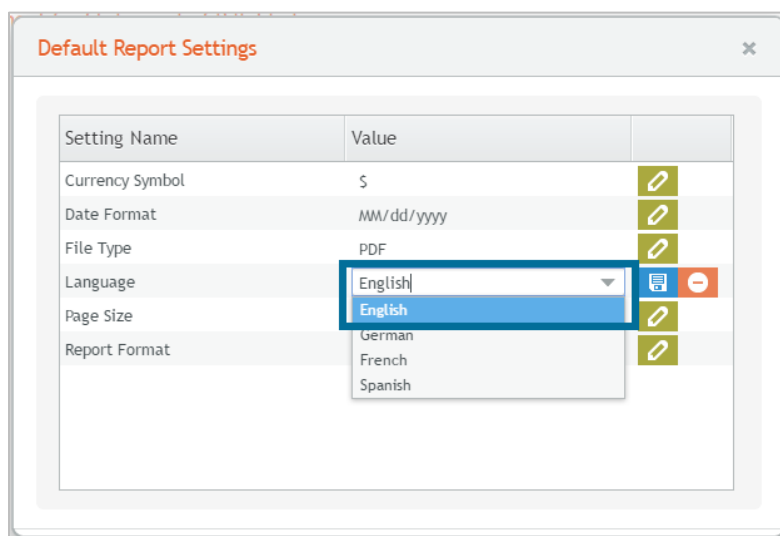 Default Report Settings
Setting Name Value
Currency Symbol $
Date Format MM/dd/yyyy
File Type PDF
Language English
English
Page Size
German
Report Format
French
Spanish